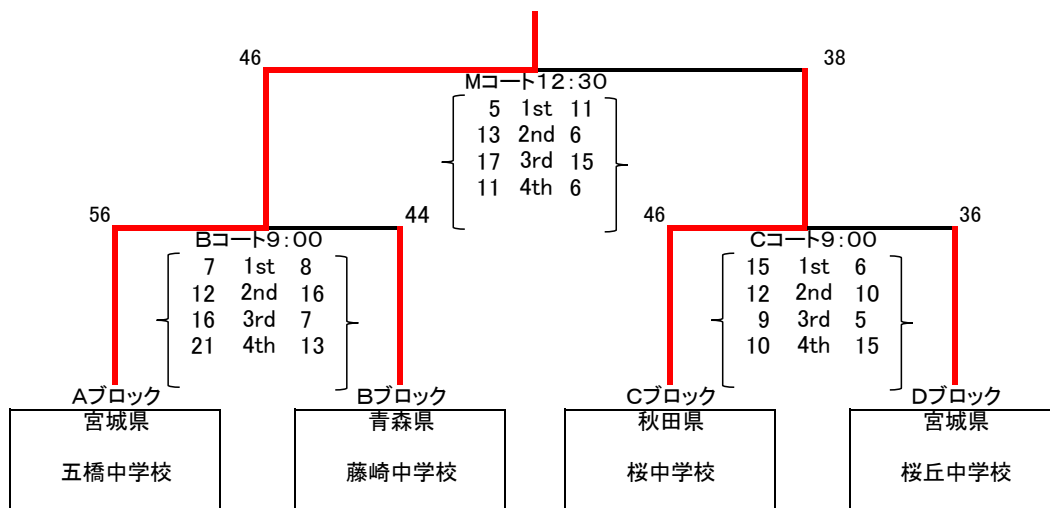 46 38
Mコート12:30
5 1st 11
13 2nd 6
17 3rd 15
11 4th 6
56 44 46 36
Bコート9:00
7 1st 8
12 2nd 16
16 3rd 7
21 4th 13
Cコート9:00
15 1st 6
12 2nd 10
9 3rd 5
10 4th 15
Aブロック
宮城県
五橋中学校
Bブロック
青森県
藤崎中学校
Cブロック
秋田県
桜中学校
Dブロック
宮城県
桜丘中学校